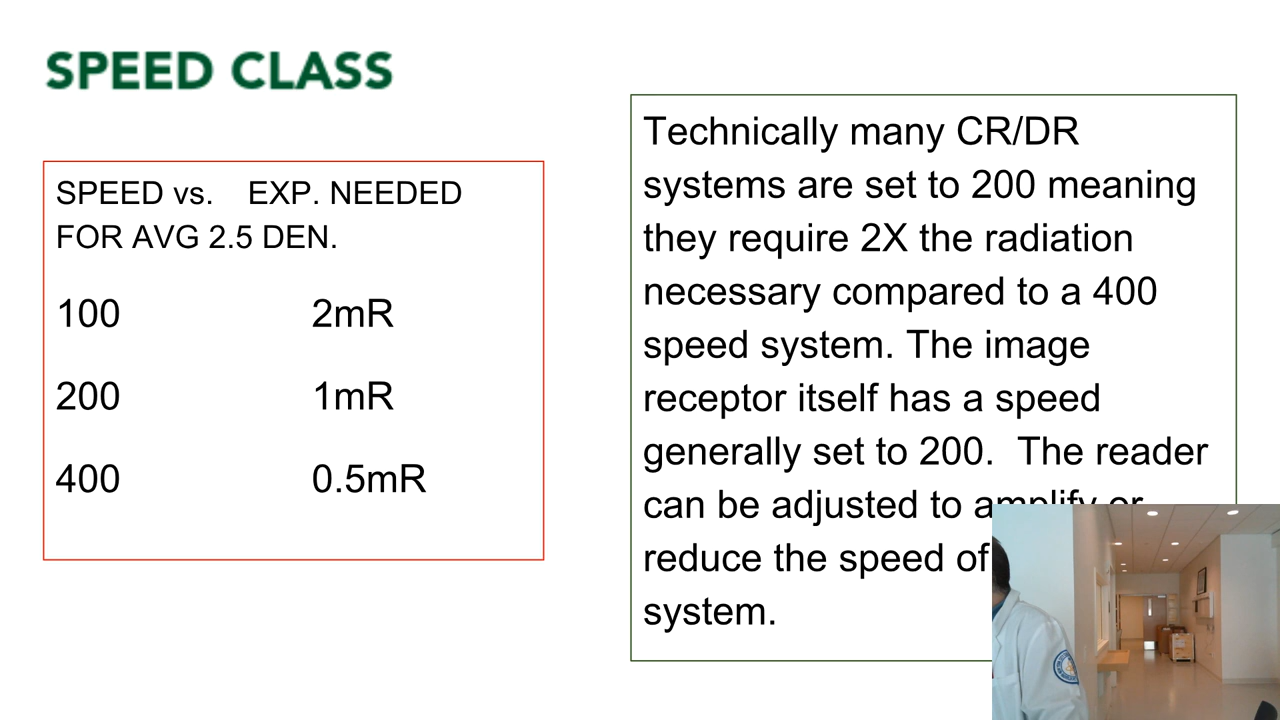 SPEED CLASS
SPEED vs. EXP. NEEDED
FOR AVG 2.5 DEN.
100 2mR
200 1mR
400 0.5mR
Technically many CR/DR
systems are set to 200 meaning
they require 2X the radiation
necessary compared to a 400
speed system. The image
receptor itself has a speed
generally set to 200. The reader
can be adjusted to amplify or
reduce the speed of
system.